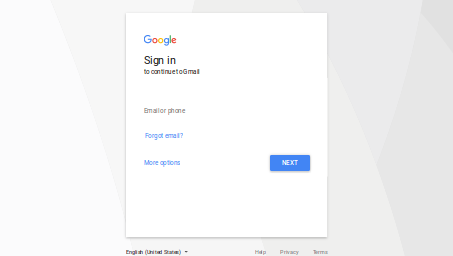 Google
Sign in
to continue to Gmail
Email or phone
Forgot email?
More options
NEXT
English (United States)
Help Privacy Terms